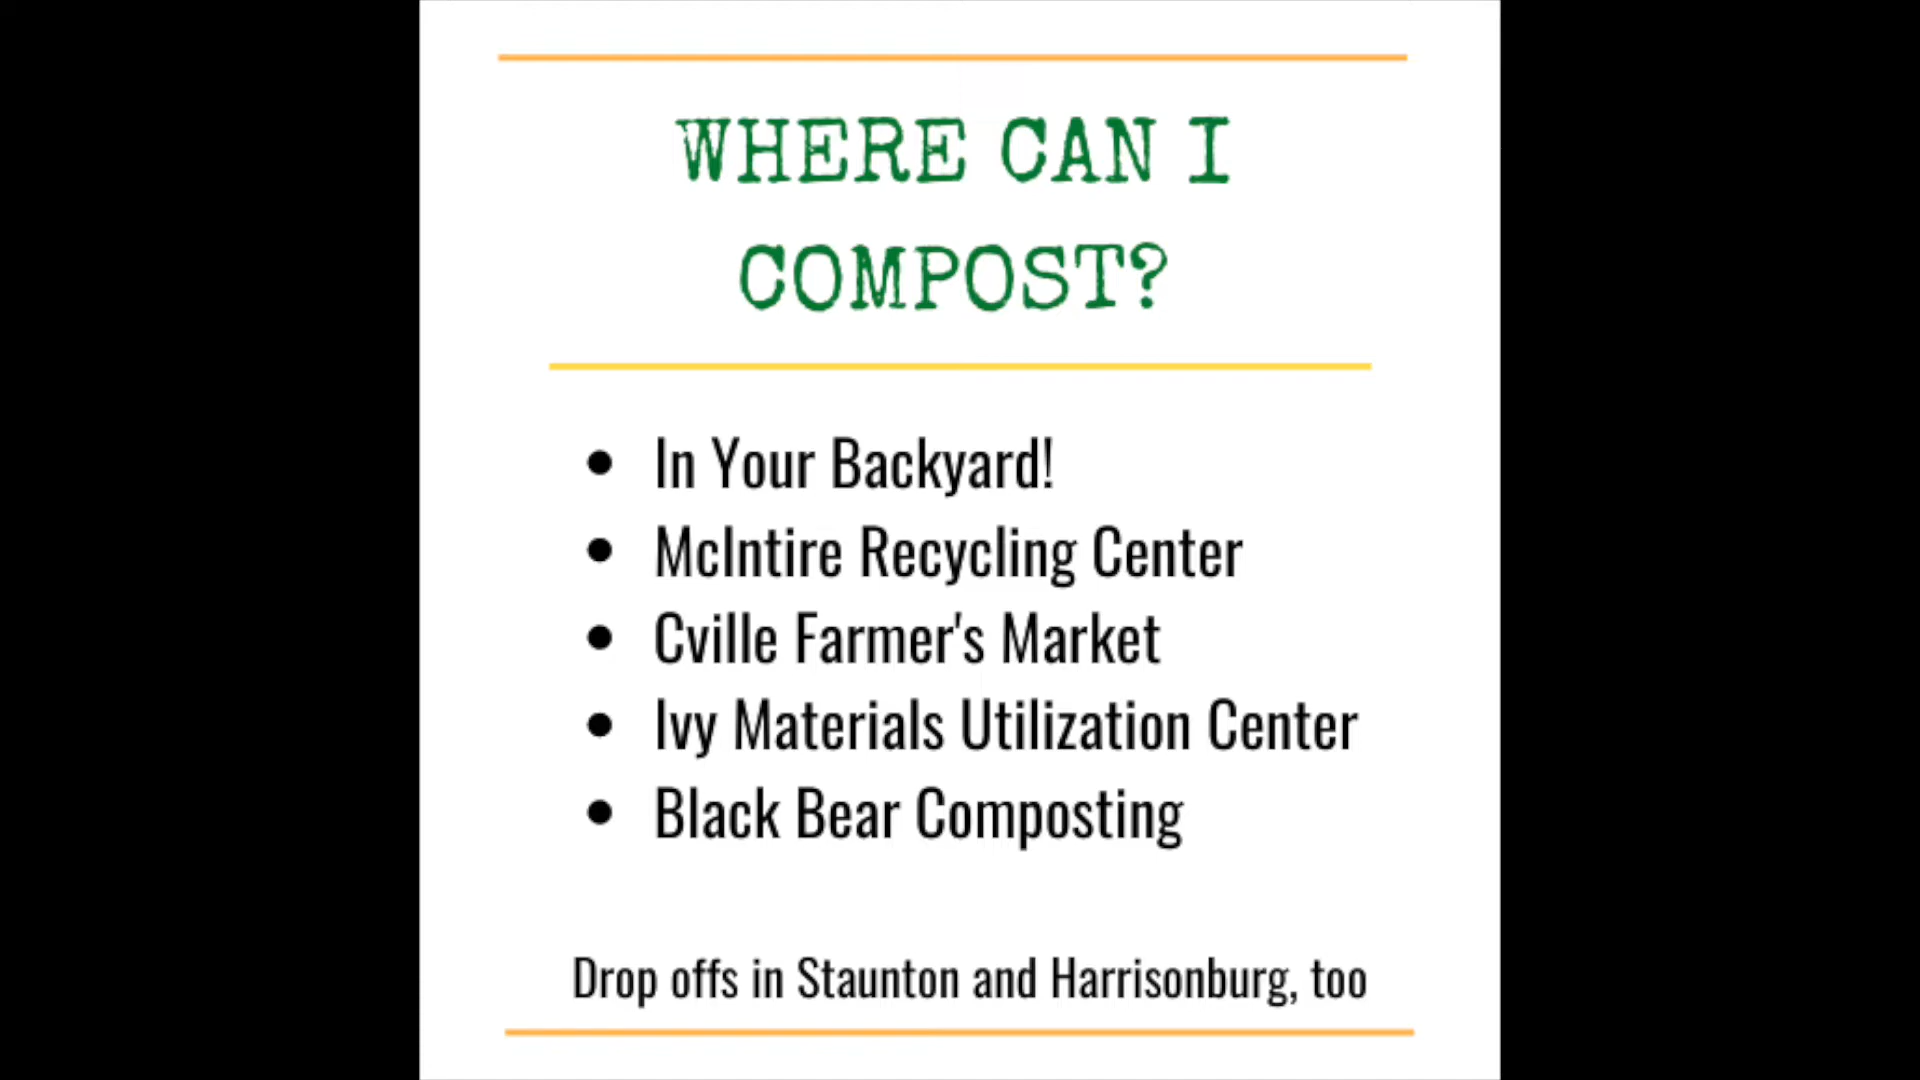 WHERE CAN I
COMPOST?
• In Your Backyard!
• McIntire Recycling Center
• Cville Farmer's Market
• Ivy Materials Utilization Center
• Black Bear Composting
Drop offs in Staunton and Harrisonburg, too